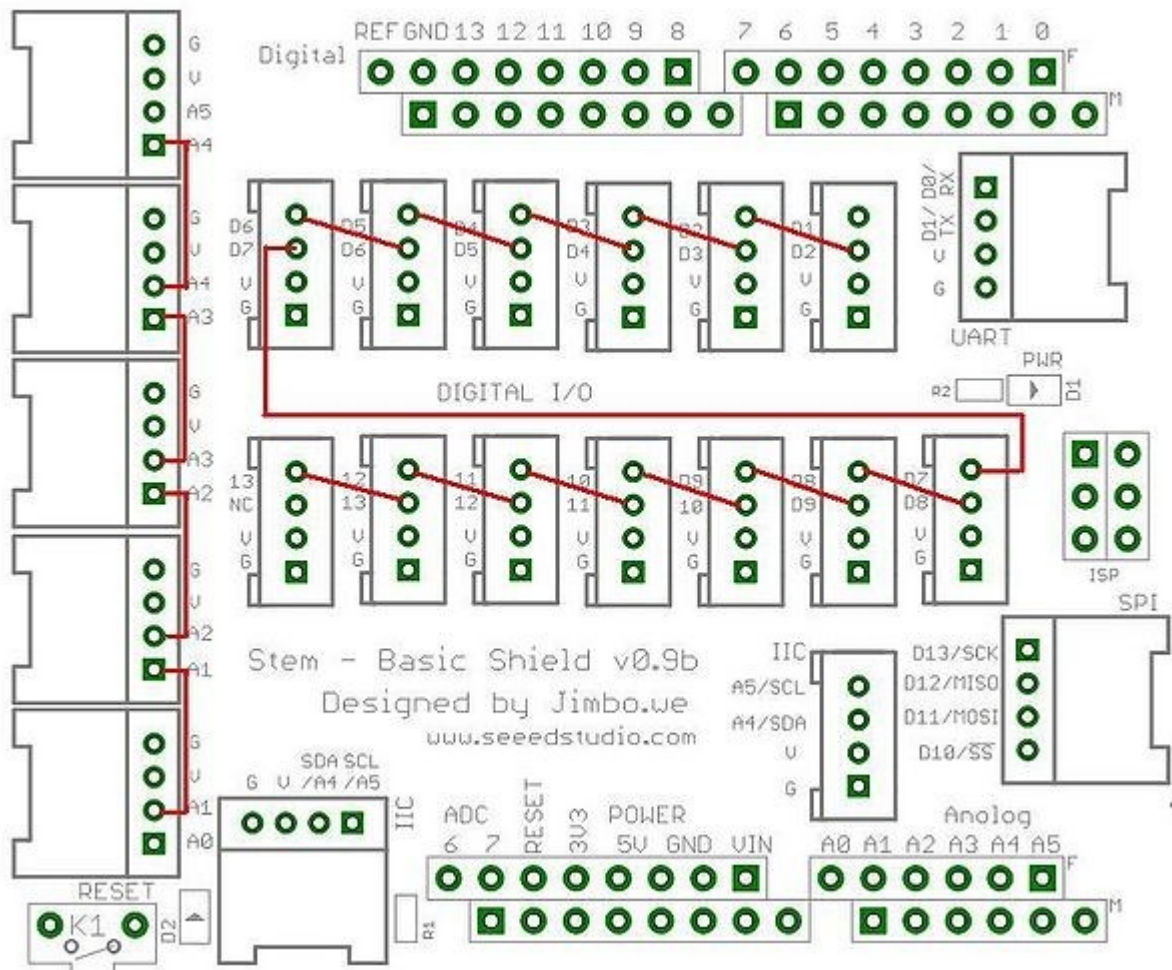 REF GND 13 12 11 10 9 8 7 6 5 4 3 2 1 0
Digital
F
M
G
V
A5
A4
G
V
A4
A3
G
V
A3
A2
G
V
A2
A1
G
V
A1
A0
D6 D5 D4 D3 D2 D1
D7 D6 D5 D4 D3 D2
V V V V V V
G G G G G G
D0/RX
D1/TX
V
G
UART
PWR
R2
D1
DIGITAL I/O
13 12 11 10 D9 D8 D7
NC 13 12 11 10 D9 D8
V V V V V V V
G G G G G G G
ISP
SPI
D13/SCK
D12/MISO
D11/MOSI
D10/SS
IIC
A5/SCL
A4/SDA
V
G
Stem - Basic Shield v0.9b
Designed by Jimbo.we
www.seeedstudio.com
SDA SCL
G V /A4 /A5
IIC
ADC RESET 3V3 POWER Analog
6 7 5V GND VIN A0 A1 A2 A3 A4 A5
F
M
RESET
K1
D2
R1